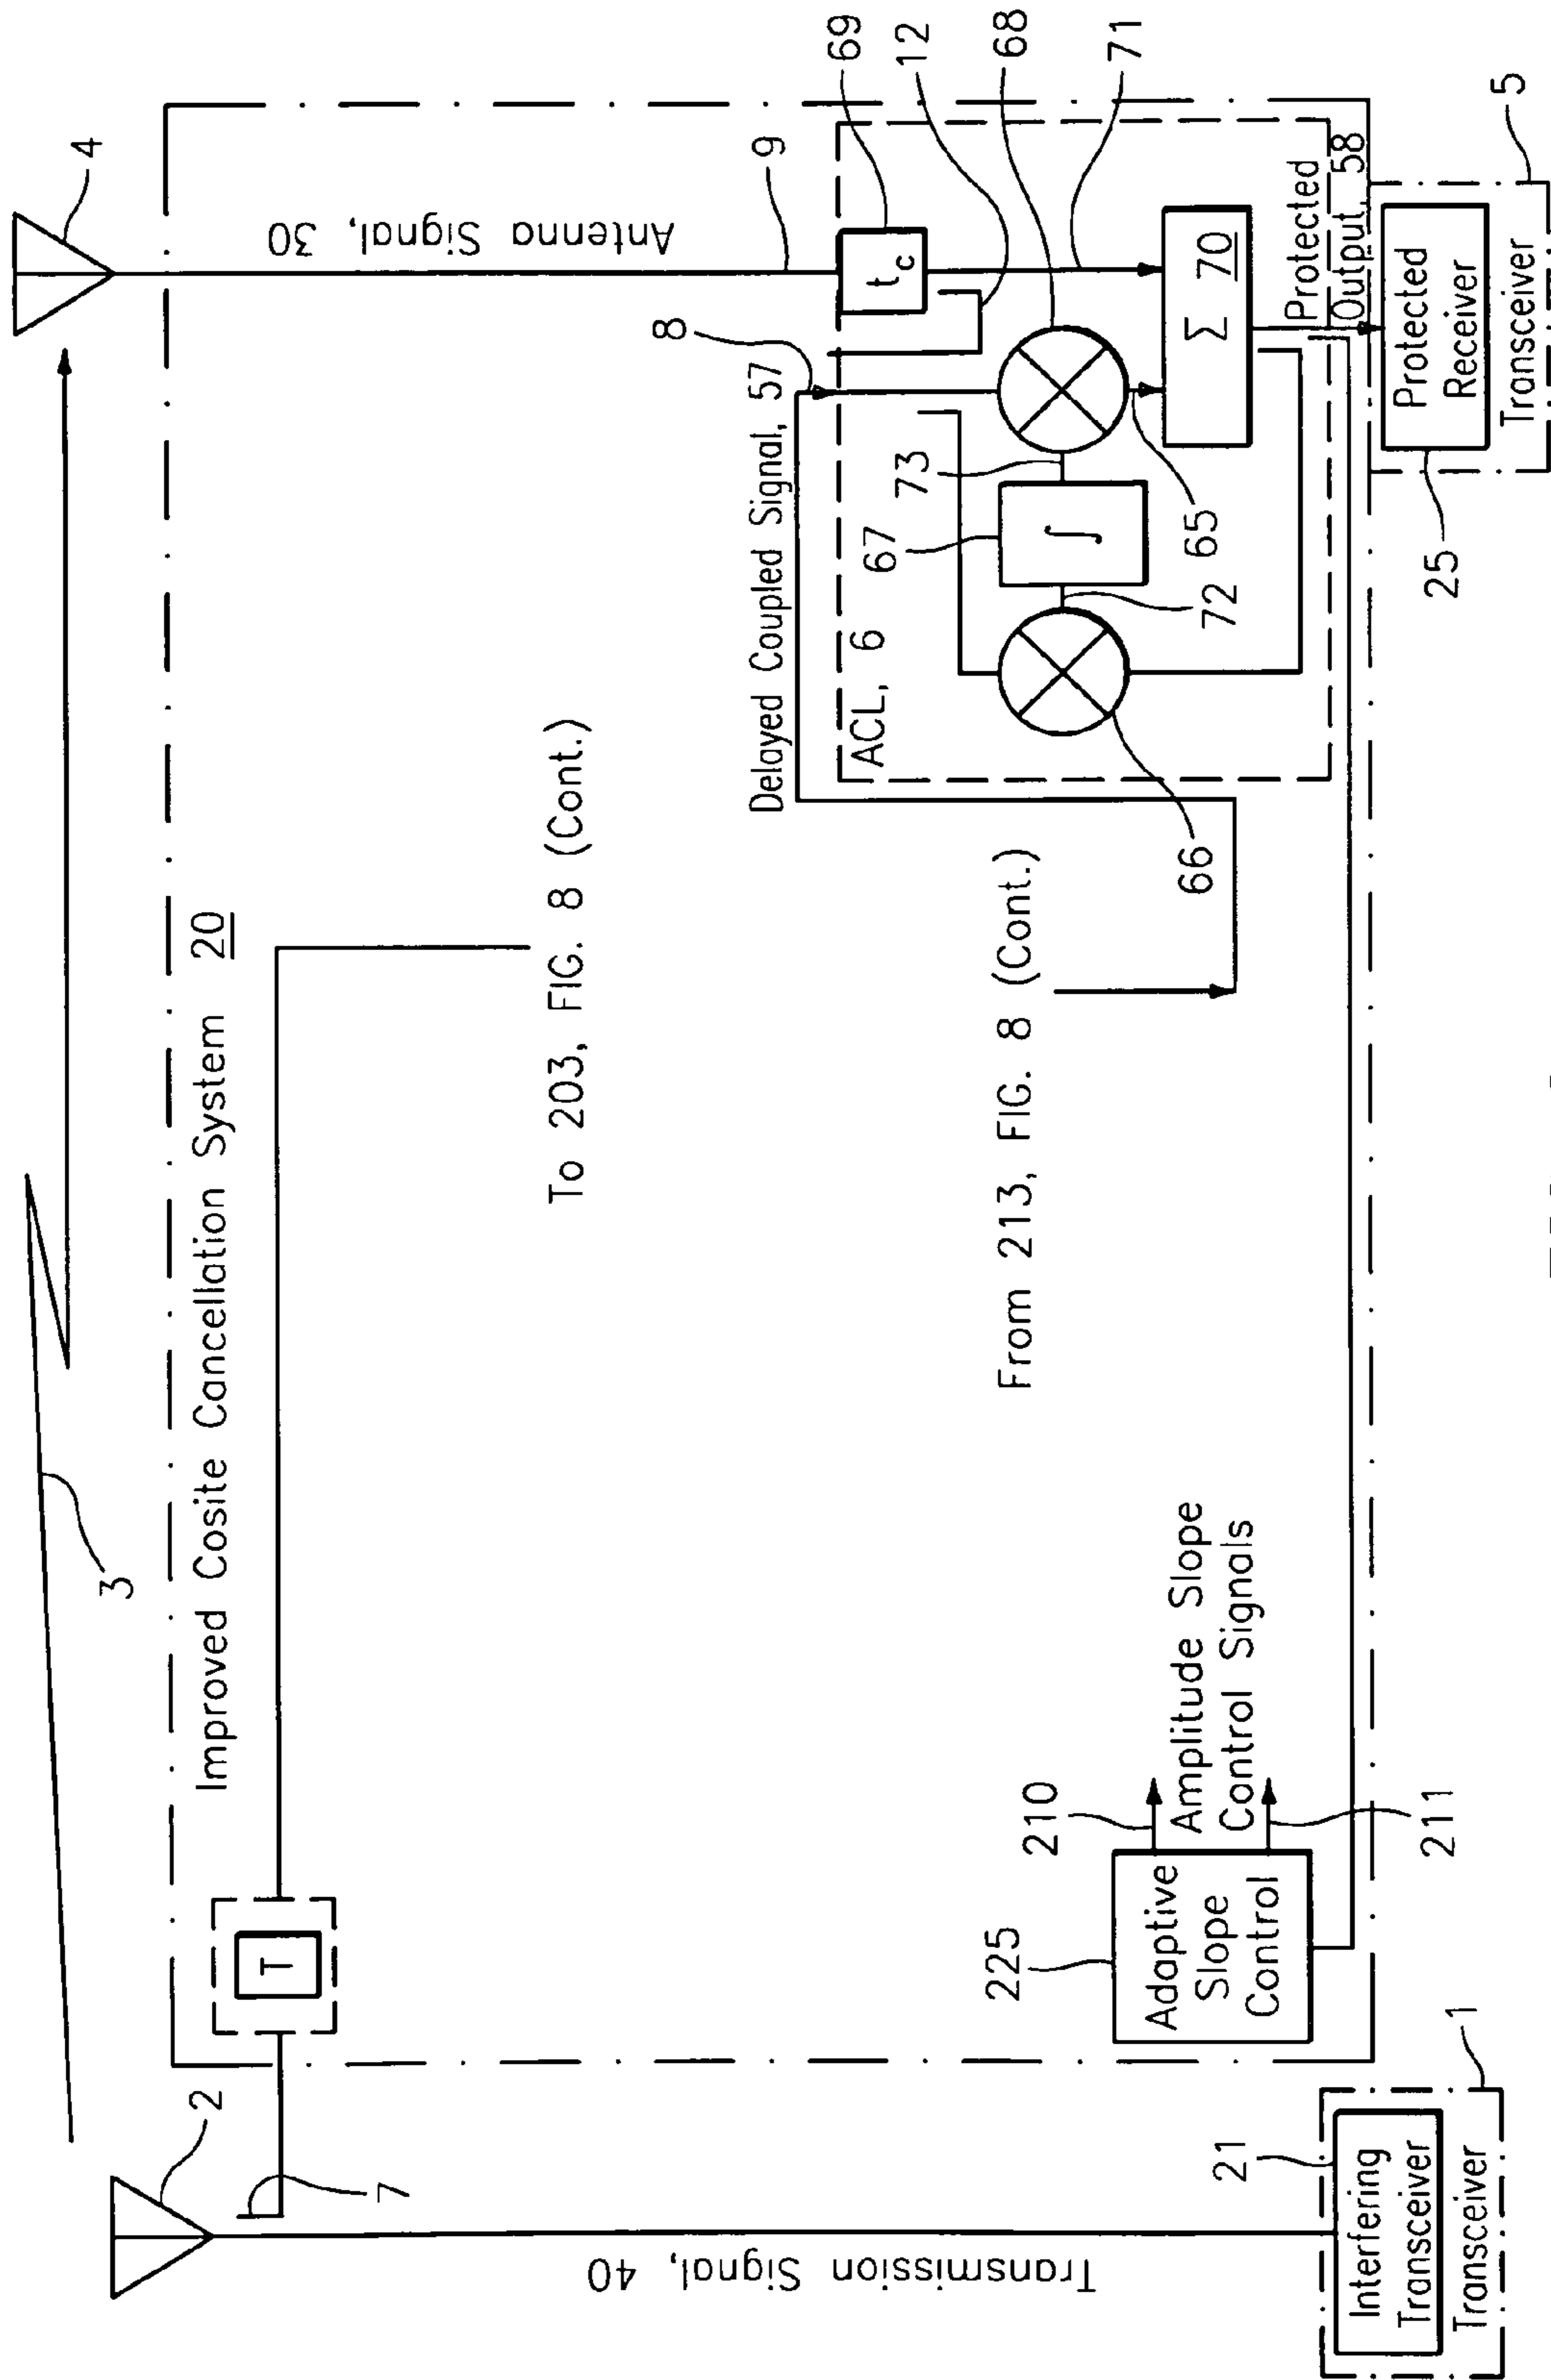 3
4
2
Improved Cosite Cancellation System 20
T
7
To 203, FIG. 8 (Cont.)
Antenna Signal, 30
9
Transmission Signal, 40
8
69
12
68
71
Delayed Coupled Signal, 57
ACL, 6
67
73
72
65
66
tc
Σ 70
∫
Protected
Output, 58
From 213, FIG. 8 (Cont.)
225
Adaptive
Slope
Control
210
Amplitude Slope
Control Signals
211
21
Interfering
Transceiver
Transceiver
1
25
Protected
Receiver
Transceiver
5